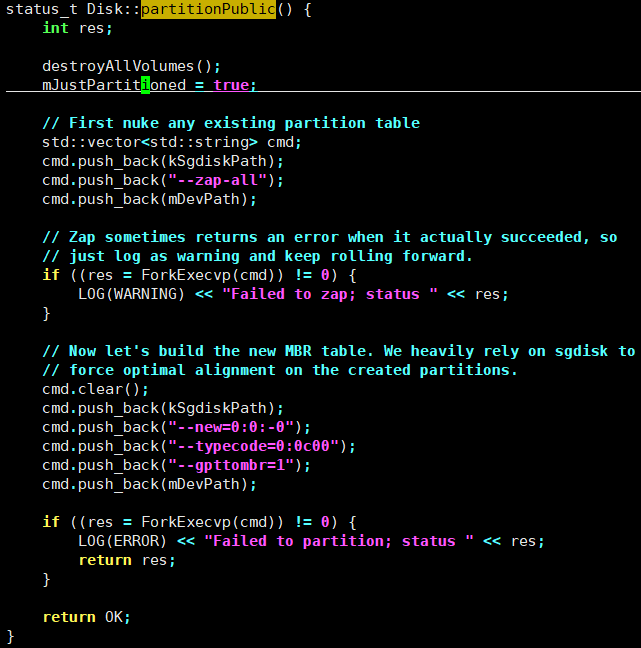 status_t Disk::partitionPublic() {
    int res;

    destroyAllVolumes();
    mJustPartitioned = true;

    // First nuke any existing partition table
    std::vector<std::string> cmd;
    cmd.push_back(kSgdiskPath);
    cmd.push_back("--zap-all");
    cmd.push_back(mDevPath);

    // Zap sometimes returns an error when it actually succeeded, so
    // just log as warning and keep rolling forward.
    if ((res = ForkExecvp(cmd)) != 0) {
        LOG(WARNING) << "Failed to zap; status " << res;
    }

    // Now let's build the new MBR table. We heavily rely on sgdisk to
    // force optimal alignment on the created partitions.
    cmd.clear();
    cmd.push_back(kSgdiskPath);
    cmd.push_back("--new=0:0:-0");
    cmd.push_back("--typecode=0:0c00");
    cmd.push_back("--gpttombr=1");
    cmd.push_back(mDevPath);

    if ((res = ForkExecvp(cmd)) != 0) {
        LOG(ERROR) << "Failed to partition; status " << res;
        return res;
    }

    return OK;
}